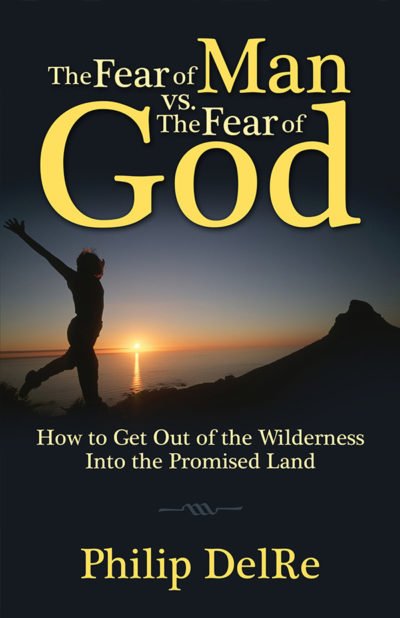 The Fear of Man
vs.
The Fear of
God
How to Get Out of the Wilderness
Into the Promised Land
Philip DelRe